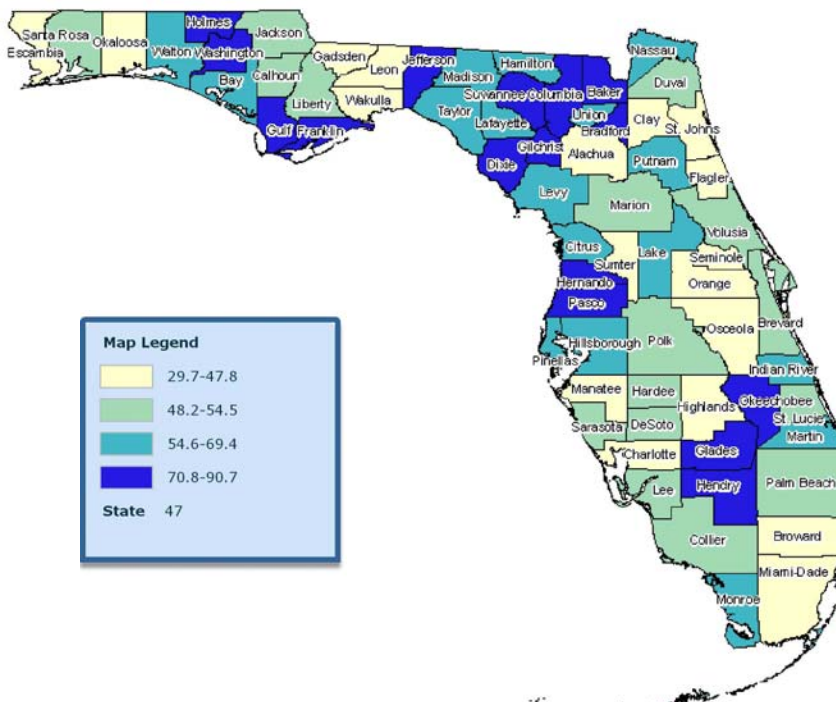 Holmes
Jackson
Santa Rosa
Okaloosa
Walton
Washington
Escambia
Bay
Calhoun
Gadsden
Leon
Jefferson
Hamilton
Madison
Nassau
Duval
Liberty
Wakulla
Suwannee
Columbia
Baker
Taylor
Lafayette
Union
Bradford
Clay
St. Johns
Gulf
Franklin
Gilchrist
Dixie
Alachua
Putnam
Flagler
Levy
Marion
Volusia
Citrus
Sumter
Lake
Seminole
Orange
Hernando
Pasco
Osceola
Brevard
Hillsborough
Polk
Pinellas
Indian River
Manatee
Hardee
Highlands
Okeechobee
St. Lucie
Sarasota
DeSoto
Martin
Charlotte
Glades
Lee
Hendry
Palm Beach
Collier
Broward
Miami-Dade
Monroe
Map Legend
29.7-47.8
48.2-54.5
54.6-69.4
70.8-90.7
State 47